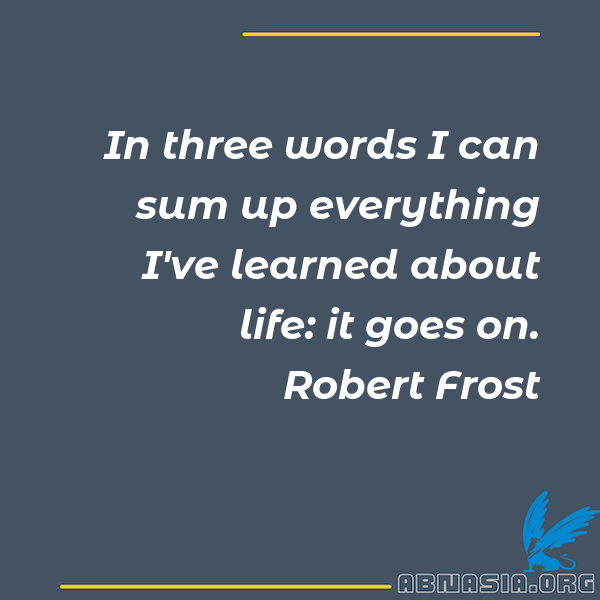 In three words I can
sum up everything
I've learned about
life: it goes on.
Robert Frost
ABNASIA.ORG